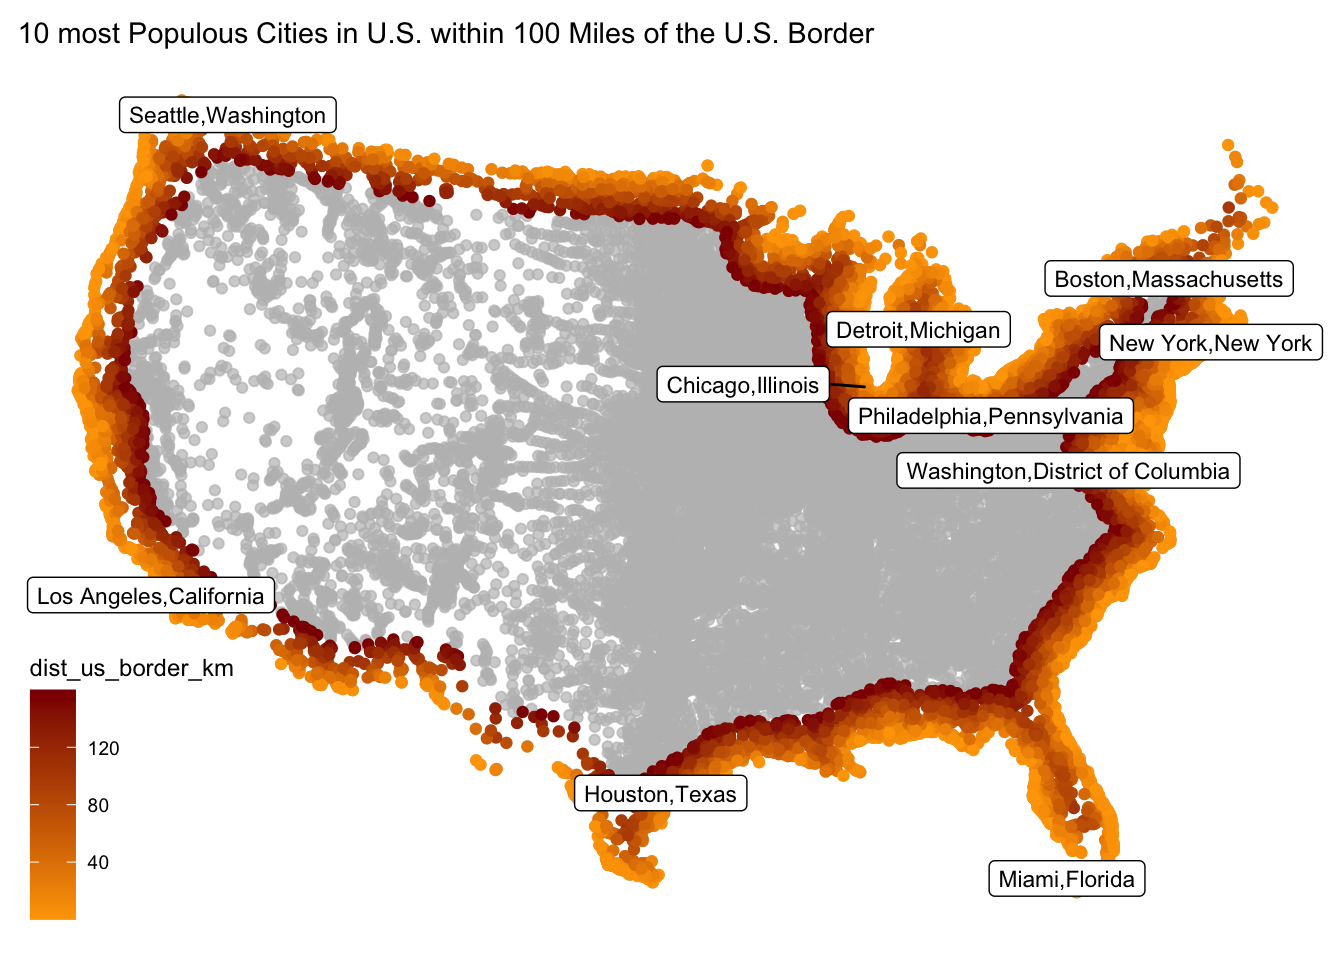 10 most Populous Cities in U.S. within 100 Miles of the U.S. Border
Seattle,Washington
Boston,Massachusetts
Detroit,Michigan
New York,New York
Chicago,Illinois
Philadelphia,Pennsylvania
Washington,District of Columbia
Los Angeles,California
dist_us_border_km
120
80
40
Houston,Texas
Miami,Florida